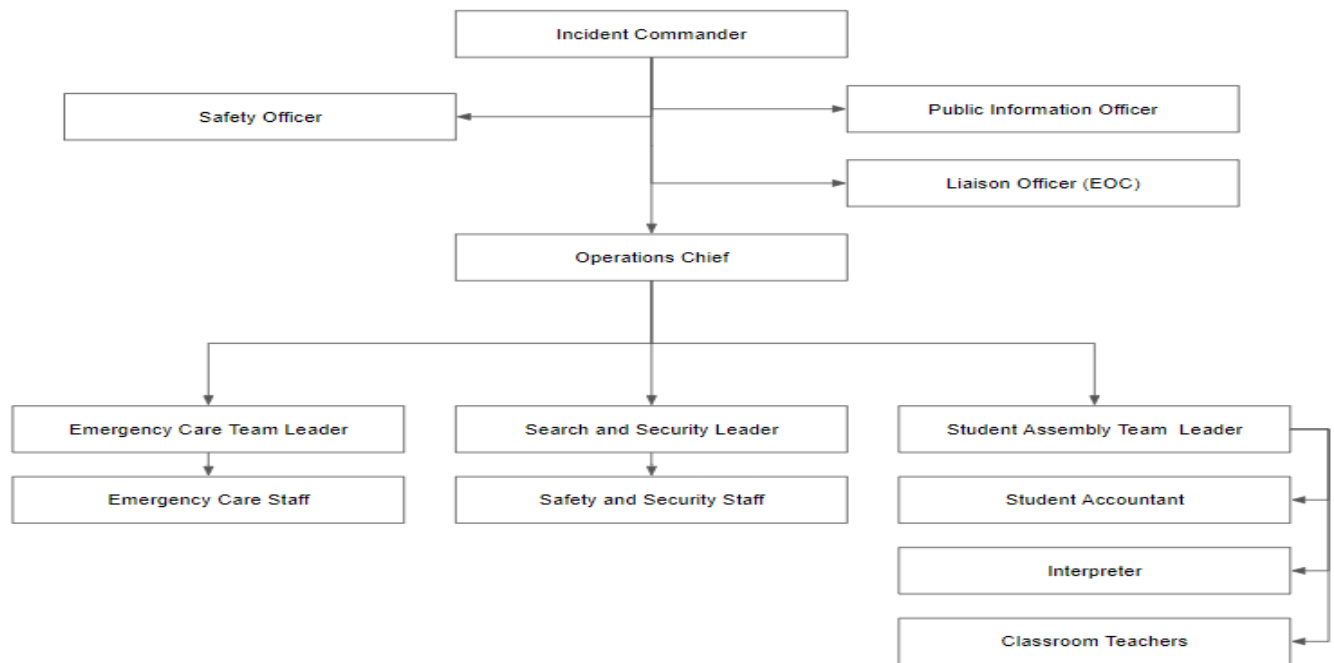 Incident Commander
Safety Officer
Public Information Officer
Liaison Officer (EOC)
Operations Chief
Emergency Care Team Leader
Search and Security Leader
Student Assembly Team Leader
Emergency Care Staff
Safety and Security Staff
Student Accountant
Interpreter
Classroom Teachers